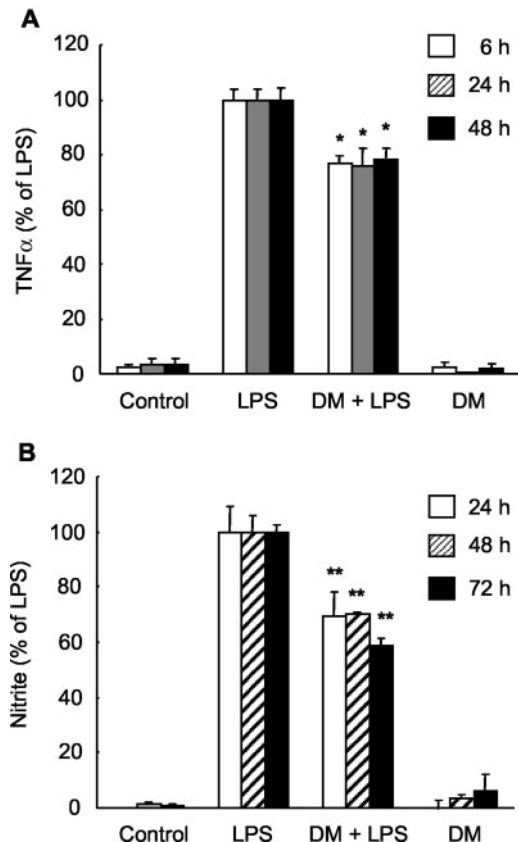 A
120
100
80
60
40
20
0
TNFα (% of LPS)
6 h
24 h
48 h
* * *
Control LPS DM + LPS DM
B
120
100
80
60
40
20
0
Nitrite (% of LPS)
24 h
48 h
72 h
** ** **
Control LPS DM + LPS DM